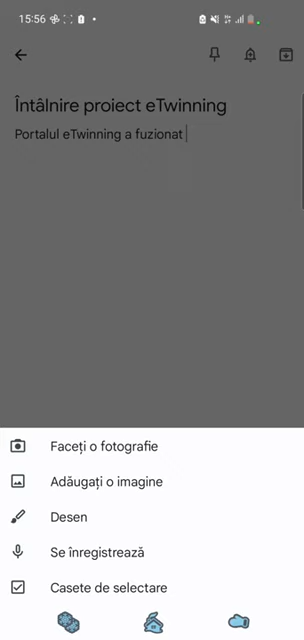 15:56
Întâlnire proiect eTwinning
Portalul eTwinning a fuzionat
Faceți o fotografie
Adăugați o imagine
Desen
Se înregistrează
Casete de selectare